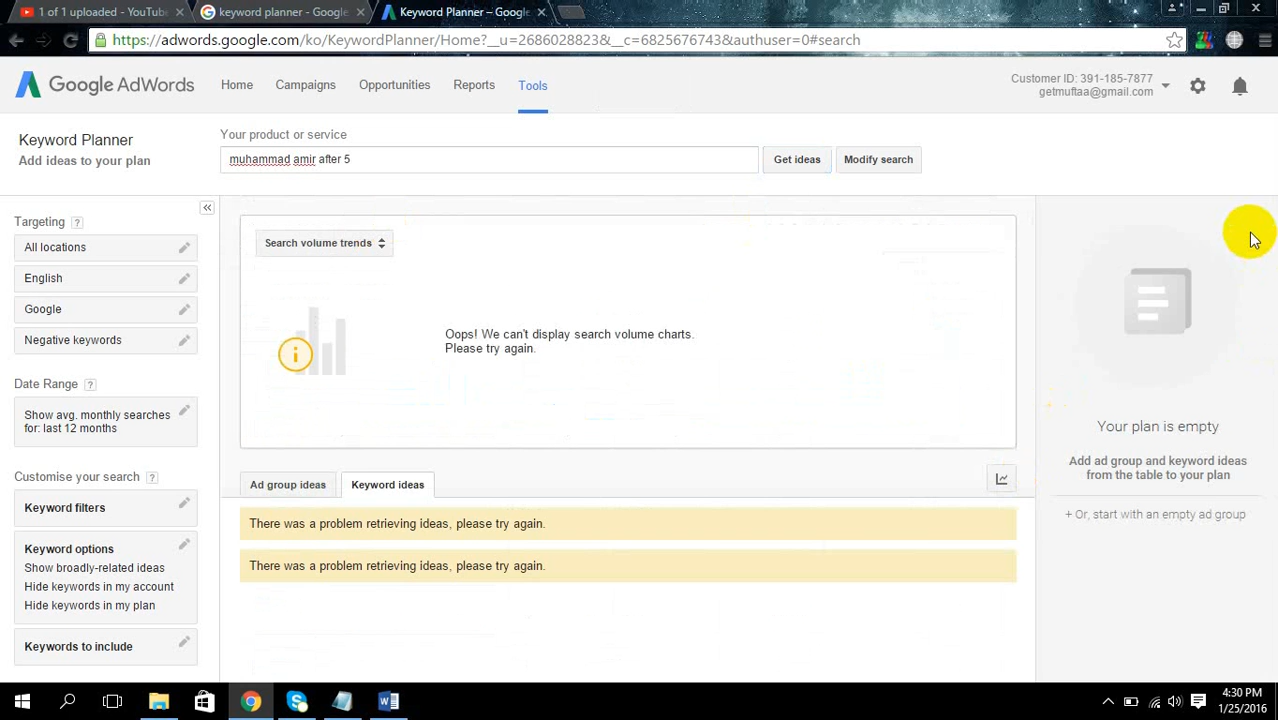 1 of 1 uploaded - YouTub
keyword planner - Google
Keyword Planner – Google
https://adwords.google.com/ko/KeywordPlanner/Home?__u=2686028823&__c=6825676743&authuser=0#search
Google AdWords
Home
Campaigns
Opportunities
Reports
Tools
Customer ID: 391-185-7877
getmuftaa@gmail.com
Keyword Planner
Add ideas to your plan
Your product or service
muhammad amir after 5
Get ideas
Modify search
Targeting ?
All locations
English
Google
Negative keywords
Date Range ?
Show avg. monthly searches
for: last 12 months
Customise your search ?
Keyword filters
Keyword options
Show broadly-related ideas
Hide keywords in my account
Hide keywords in my plan
Keywords to include
Search volume trends
Oops! We can't display search volume charts.
Please try again.
Ad group ideas
Keyword ideas
There was a problem retrieving ideas, please try again.
There was a problem retrieving ideas, please try again.
Your plan is empty
Add ad group and keyword ideas
from the table to your plan
+ Or, start with an empty ad group
4:30 PM
1/25/2016